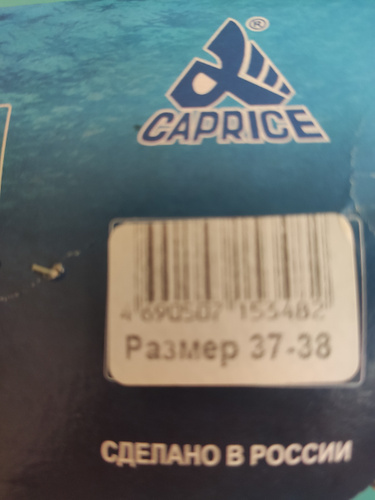 ®
CAPRICE
4 690507 155482
Размер 37-38
СДЕЛАНО В РОССИИ